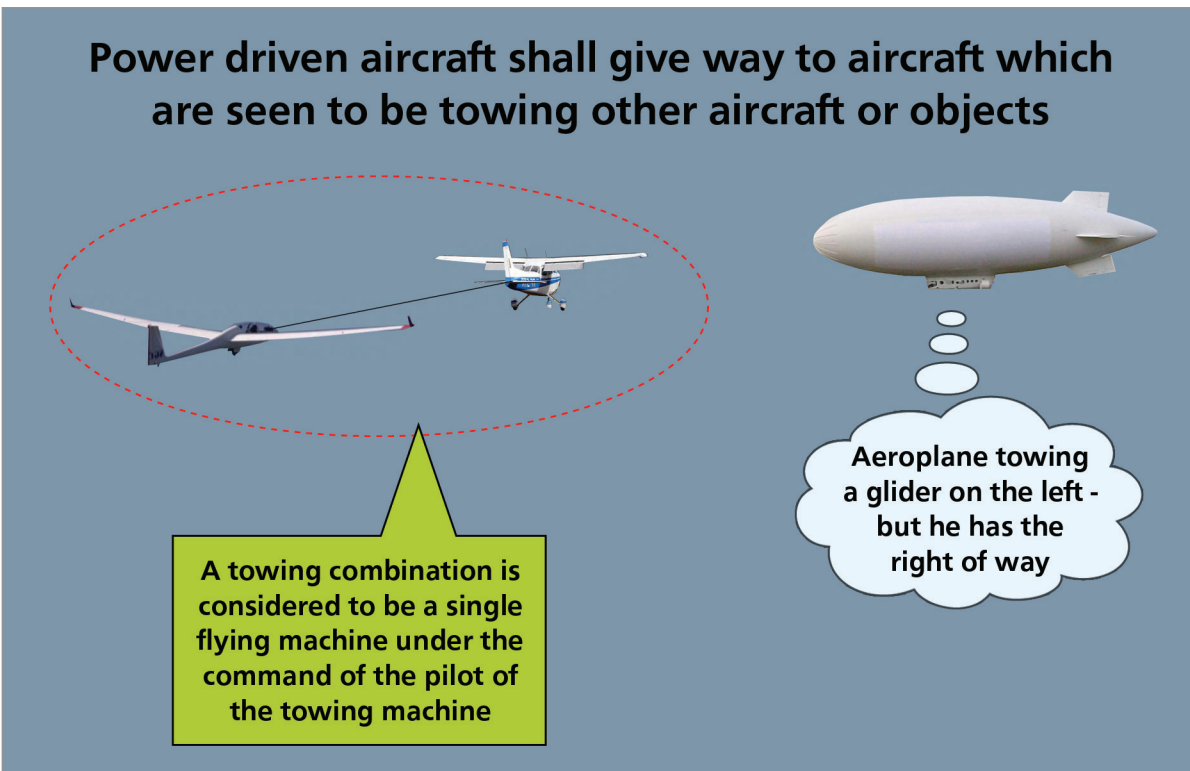 Power driven aircraft shall give way to aircraft which
are seen to be towing other aircraft or objects
Aeroplane towing
a glider on the left -
but he has the
right of way
A towing combination is
considered to be a single
flying machine under the
command of the pilot of
the towing machine